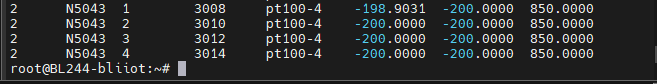 2 N5043 1 3008 pt100-4 -198.9031 -200.0000 850.0000
2 N5043 2 3010 pt100-4 -200.0000 -200.0000 850.0000
2 N5043 3 3012 pt100-4 -200.0000 -200.0000 850.0000
2 N5043 4 3014 pt100-4 -200.0000 -200.0000 850.0000
root@BL244-bliiot:~#